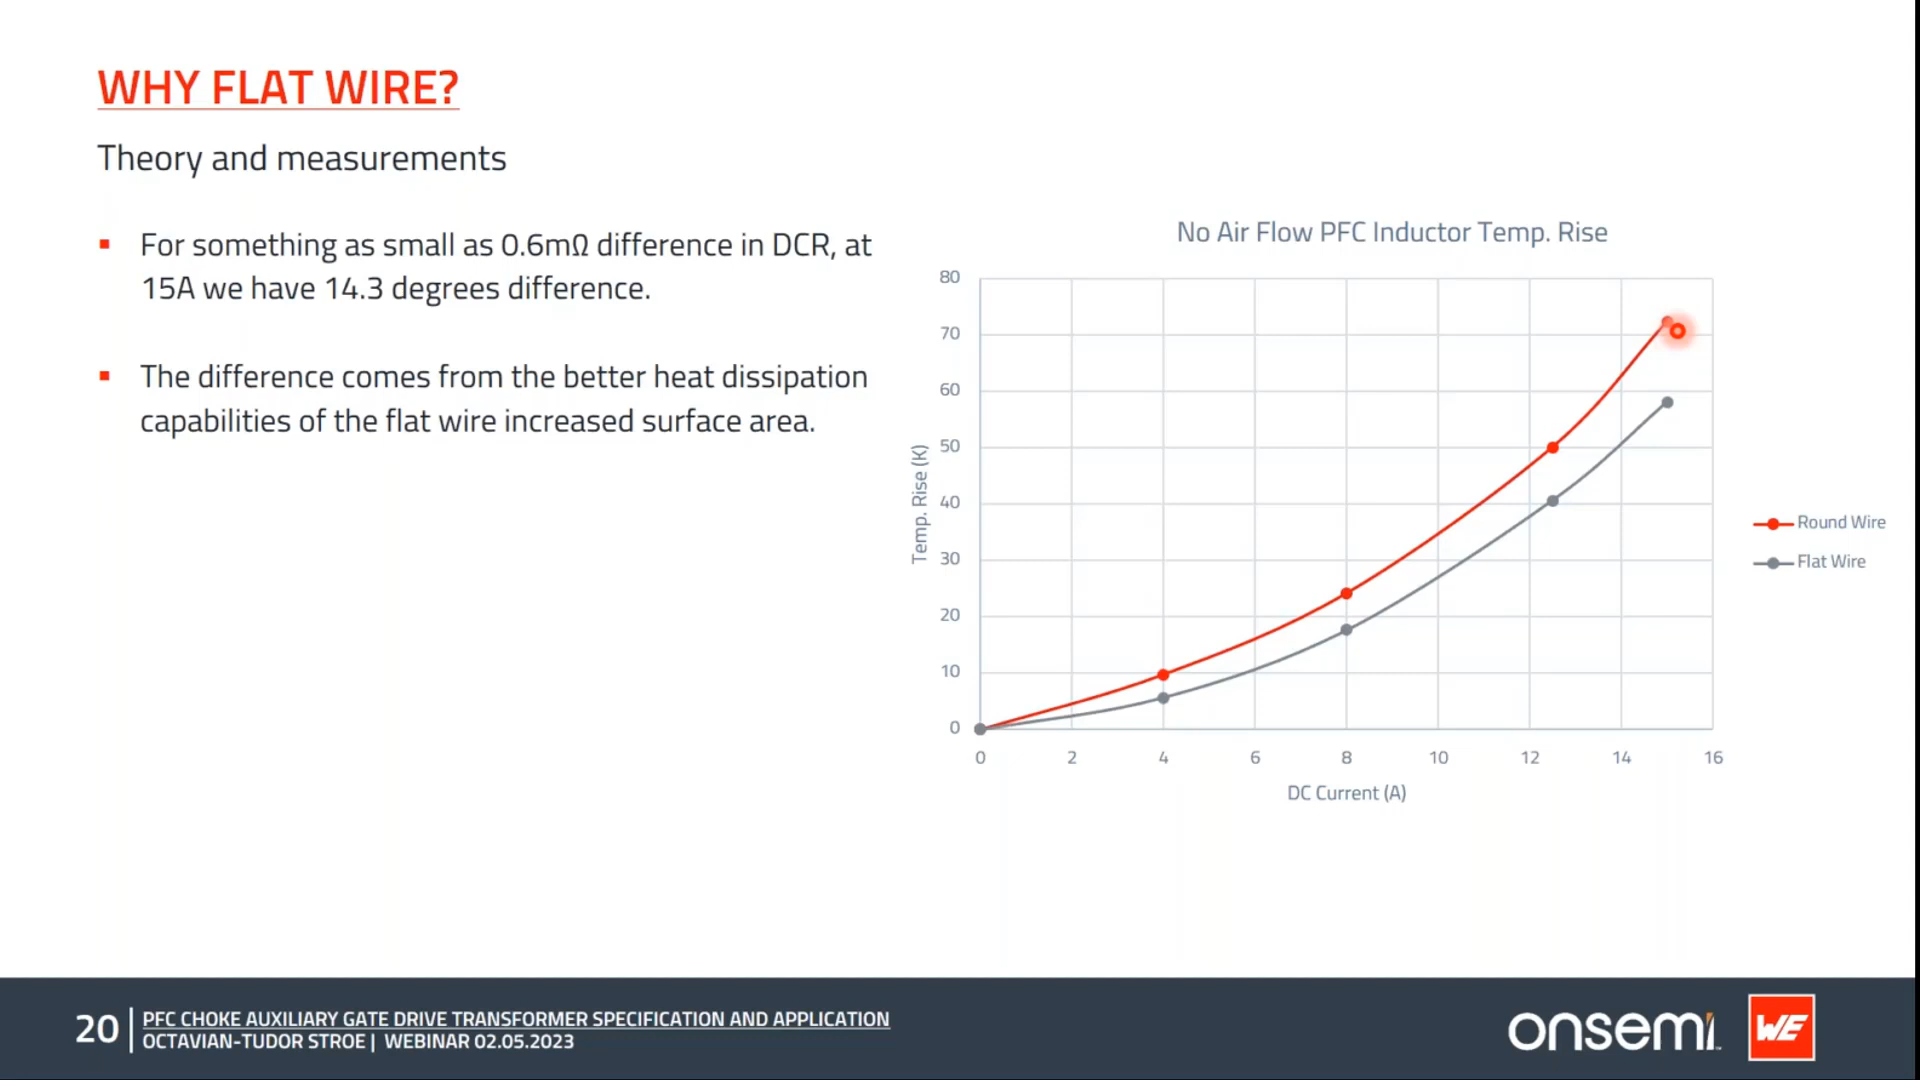 WHY FLAT WIRE?
Theory and measurements
▪ For something as small as 0.6mΩ difference in DCR, at
15A we have 14.3 degrees difference.
▪ The difference comes from the better heat dissipation
capabilities of the flat wire increased surface area.
No Air Flow PFC Inductor Temp. Rise
80
70
60
50
40
30
20
10
0
Temp. Rise (K)
0 2 4 6 8 10 12 14 16
DC Current (A)
Round Wire
Flat Wire
20
PFC CHOKE AUXILIARY GATE DRIVE TRANSFORMER SPECIFICATION AND APPLICATION
OCTAVIAN-TUDOR STROE | WEBINAR 02.05.2023
onsemi
WE